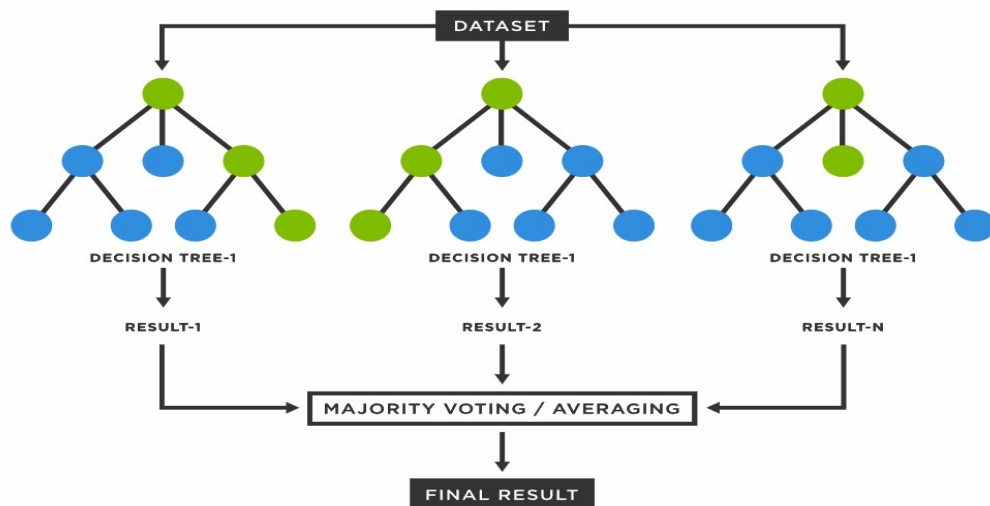 DATASET
DECISION TREE-1
DECISION TREE-1
DECISION TREE-1
RESULT-1
RESULT-2
RESULT-N
MAJORITY VOTING / AVERAGING
FINAL RESULT